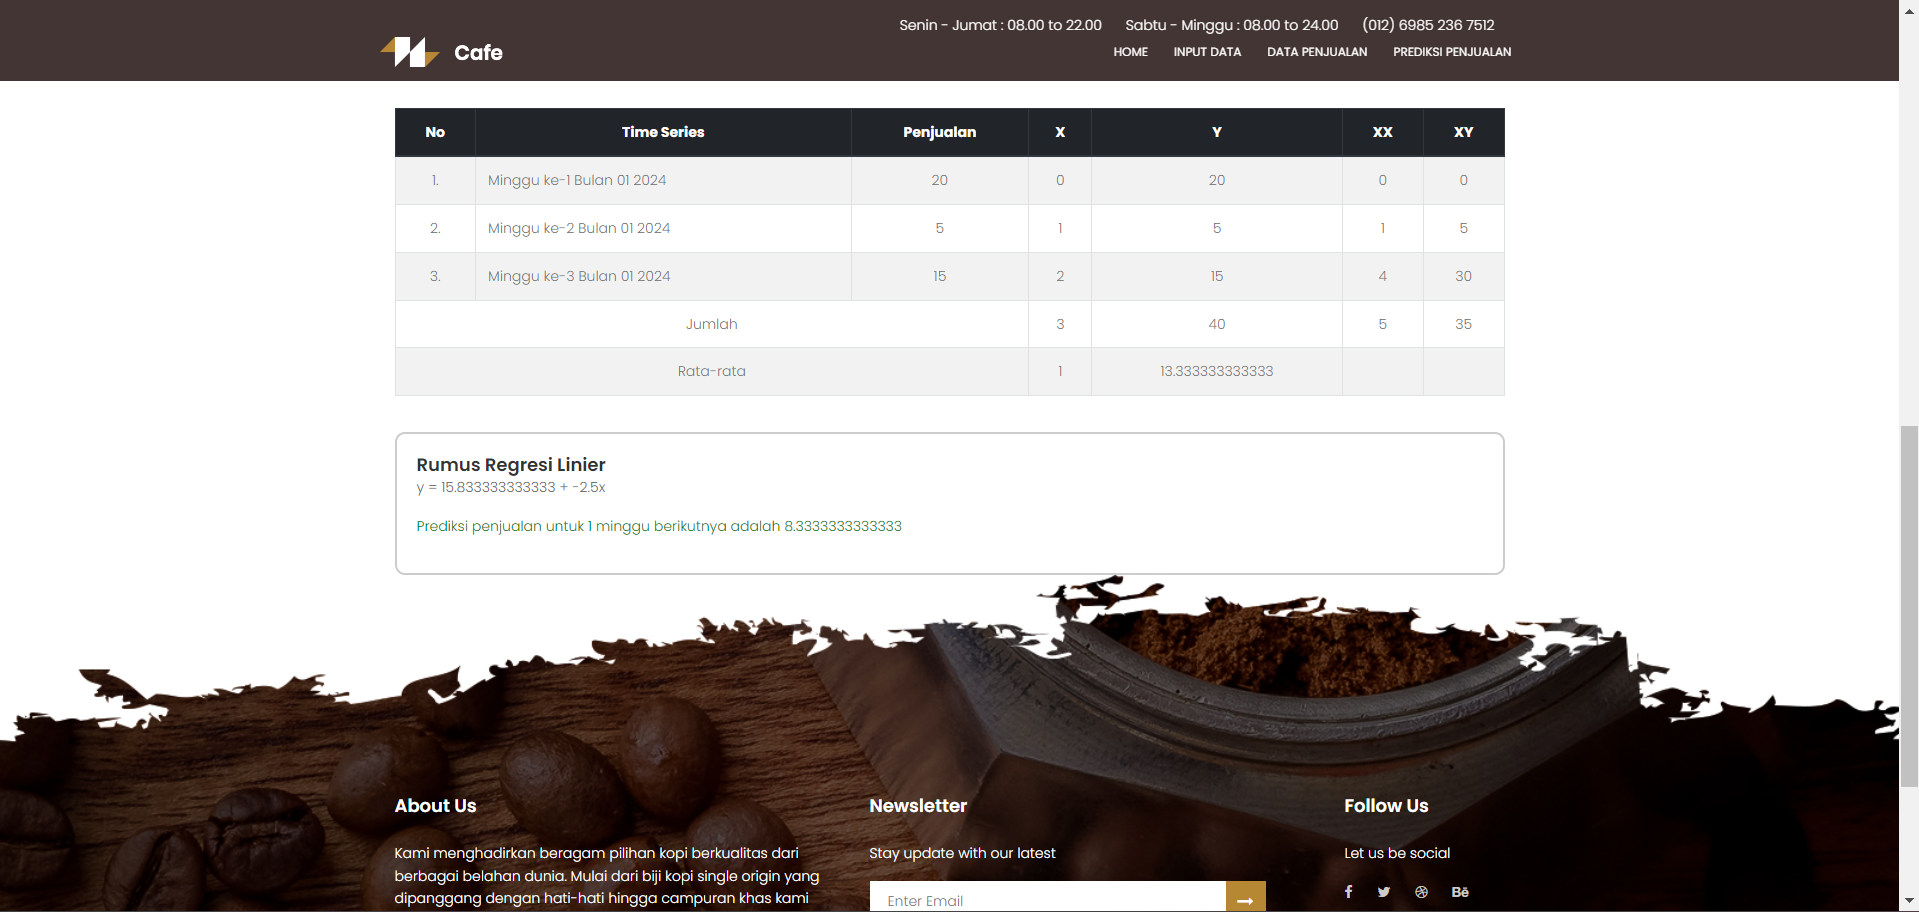 Senin - Jumat : 08.00 to 22.00 Sabtu - Minggu : 08.00 to 24.00 (012) 6985 236 7512
Cafe
HOME INPUT DATA DATA PENJUALAN PREDIKSI PENJUALAN
No Time Series Penjualan X Y XX XY
1. Minggu ke-1 Bulan 01 2024 20 0 20 0 0
2. Minggu ke-2 Bulan 01 2024 5 1 5 1 5
3. Minggu ke-3 Bulan 01 2024 15 2 15 4 30
Jumlah 3 40 5 35
Rata-rata 1 13.333333333333
Rumus Regresi Linier
y = 15.833333333333 + -2.5x
Prediksi penjualan untuk 1 minggu berikutnya adalah 8.3333333333333
About Us
Kami menghadirkan beragam pilihan kopi berkualitas dari
berbagai belahan dunia. Mulai dari biji kopi single origin yang
dipanggang dengan hati-hati hingga campuran khas kami
Newsletter
Stay update with our latest
Enter Email
Follow Us
Let us be social